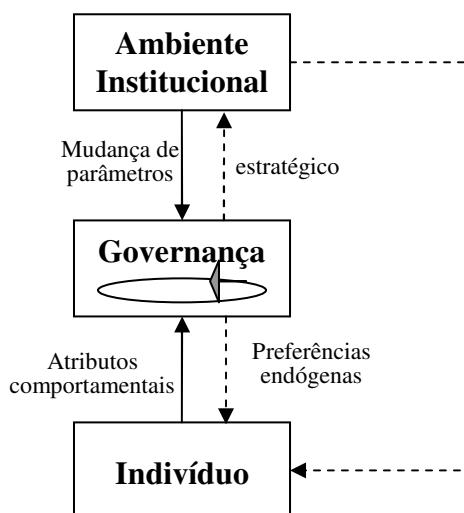 Ambiente
Institucional
Mudança de
parâmetros
estratégico
Governança
Atributos
comportamentais
Preferências
endógenas
Indivíduo